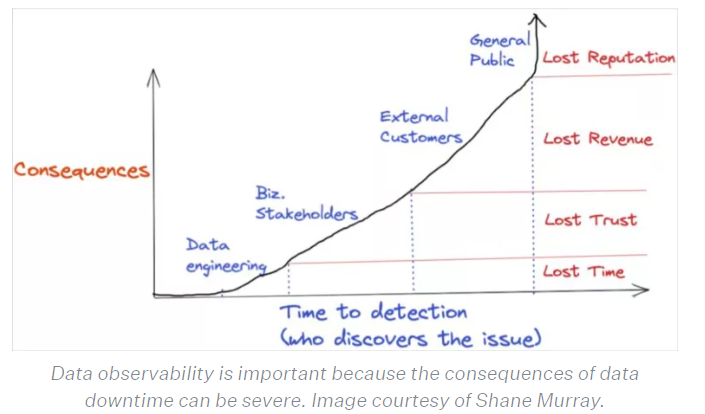 General
Public
Lost Reputation
External
Customers
Lost Revenue
Consequences
Biz.
Stakeholders
Lost Trust
Data
engineering
Lost Time
Time to detection
(who discovers the issue)
Data observability is important because the consequences of data
downtime can be severe. Image courtesy of Shane Murray.